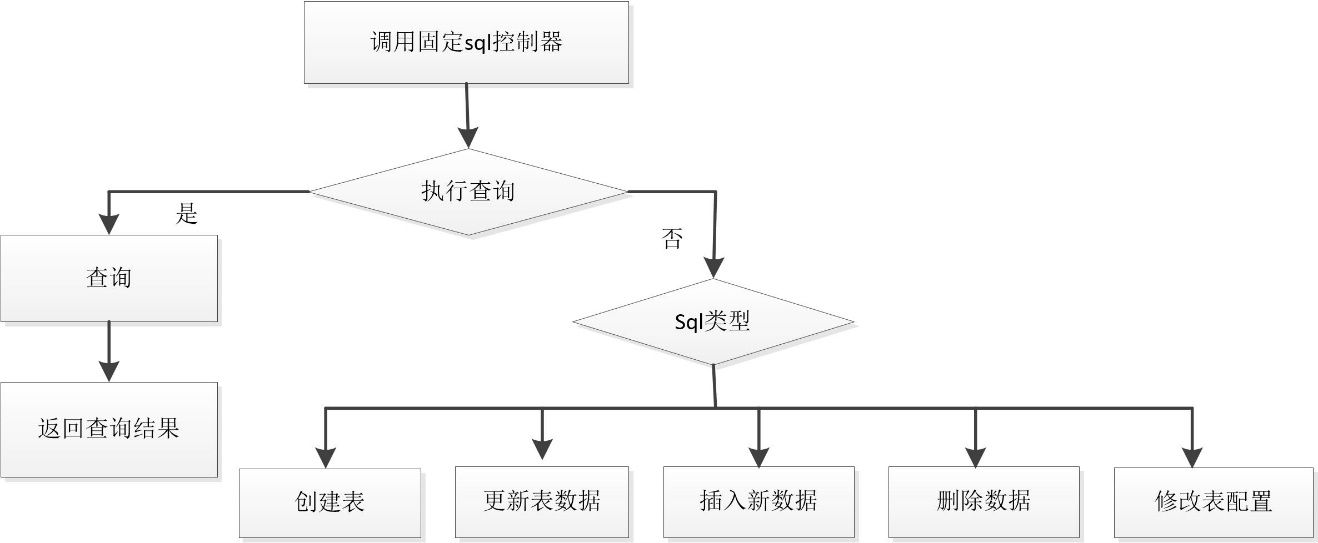 调用固定sql控制器
执行查询
是
否
查询
Sql类型
返回查询结果
创建表
更新表数据
插入新数据
删除数据
修改表配置